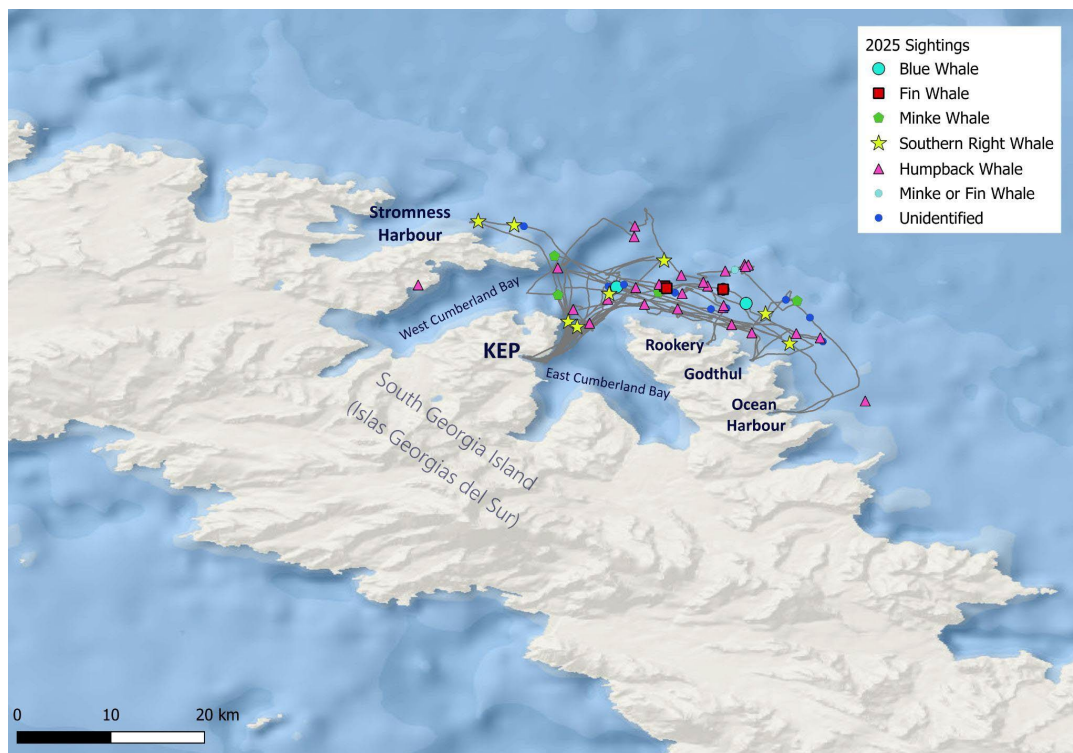 2025 Sightings
Blue Whale
Fin Whale
Minke Whale
Southern Right Whale
Humpback Whale
Minke or Fin Whale
Unidentified
Stromness
Harbour
West Cumberland Bay
KEP
East Cumberland Bay
Rookery
Godthul
Ocean
Harbour
South Georgia Island
(Islas Georgias del Sur)
0 10 20 km